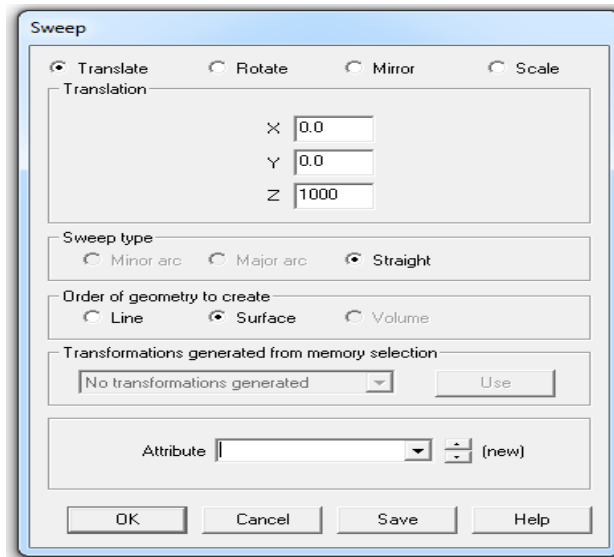 Sweep
Translate Rotate Mirror Scale
Translation
X 0.0
Y 0.0
Z 1000
Sweep type
Minor arc Major arc Straight
Order of geometry to create
Line Surface Volume
Transformations generated from memory selection
No transformations generated Use
Attribute (new)
OK Cancel Save Help